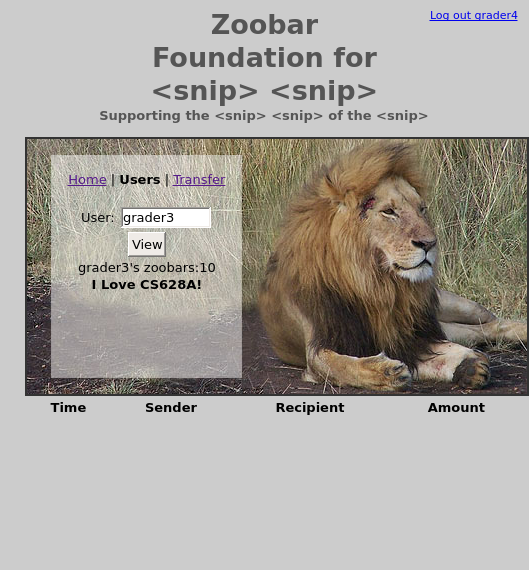 Log out grader4
Zoobar
Foundation for
<snip> <snip>
Supporting the <snip> <snip> of the <snip>
Home | Users | Transfer
User: grader3
View
grader3's zoobars:10
I Love CS628A!
Time Sender Recipient Amount